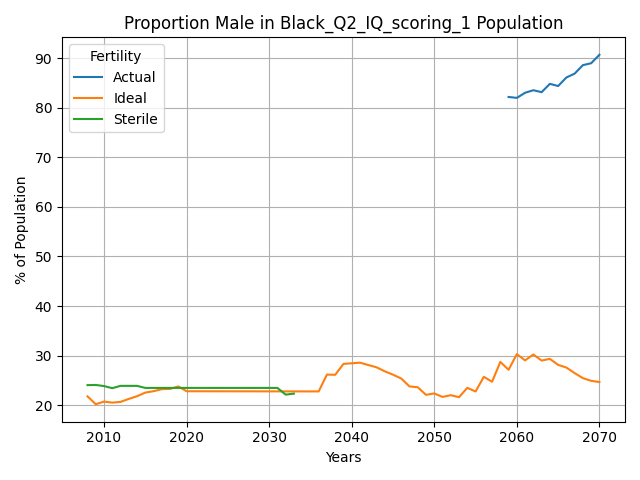 Proportion Male in Black_Q2_IQ_scoring_1 Population
Fertility
Actual
Ideal
Sterile
% of Population
90
80
70
60
50
40
30
20
2010
2020
2030
2040
2050
2060
2070
Years